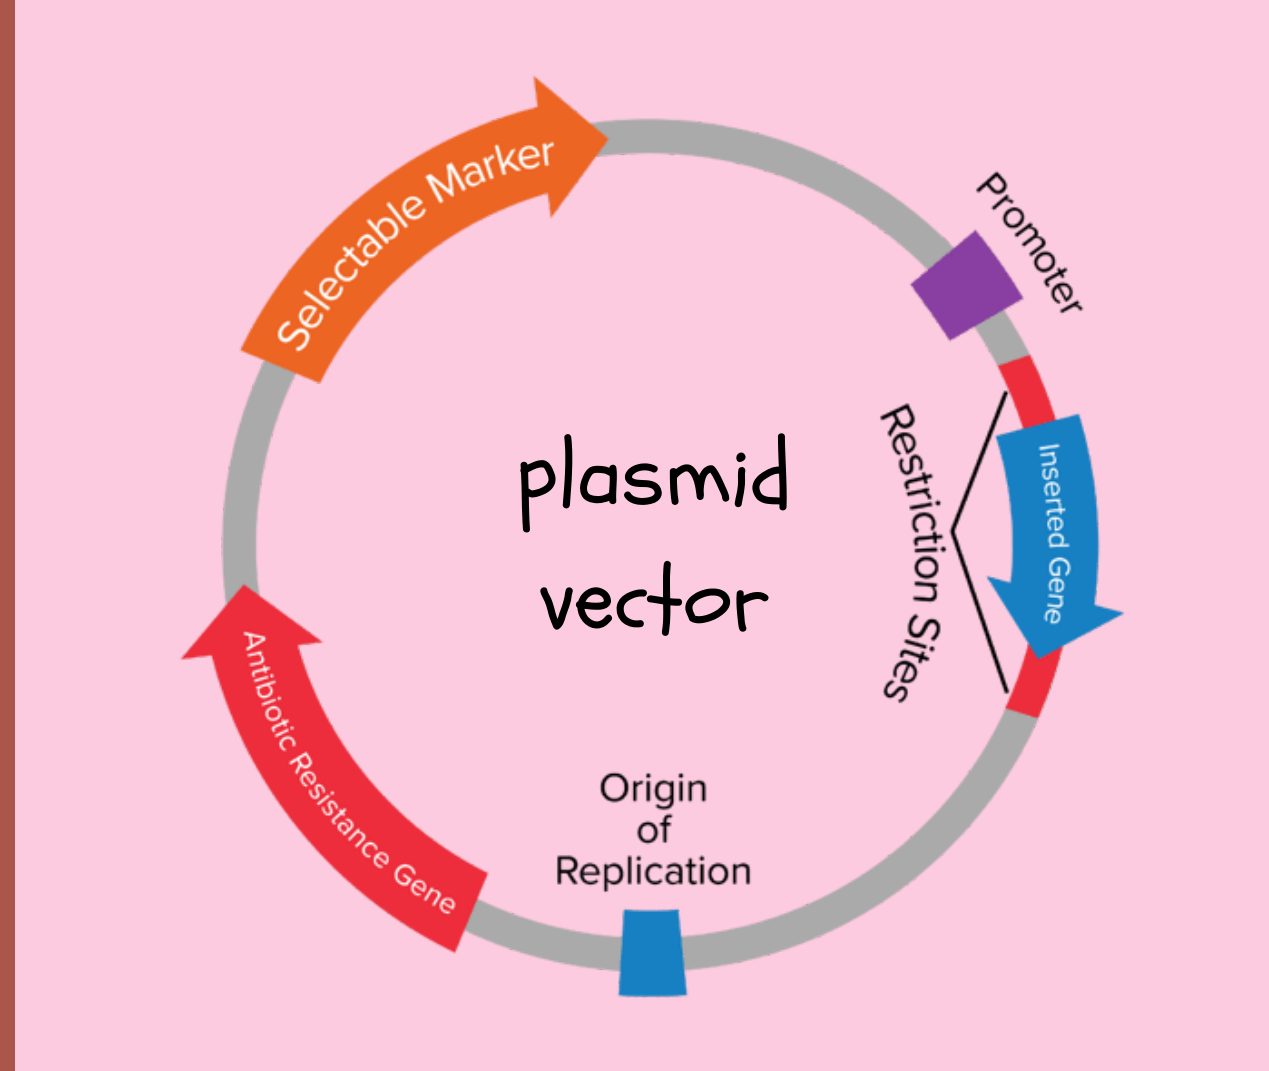 Selectable Marker
Promoter
Inserted Gene
Restriction Sites
plasmid
vector
Antibiotic Resistance Gene
Origin
of
Replication